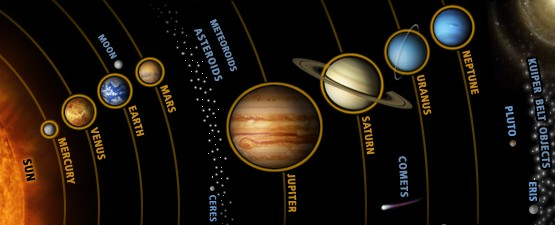 SUN
MERCURY
VENUS
MOON
EARTH
MARS
METEOROIDS
ASTEROIDS
CERES
JUPITER
SATURN
COMETS
URANUS
NEPTUNE
PLUTO
KUIPER BELT OBJECTS
ERIS